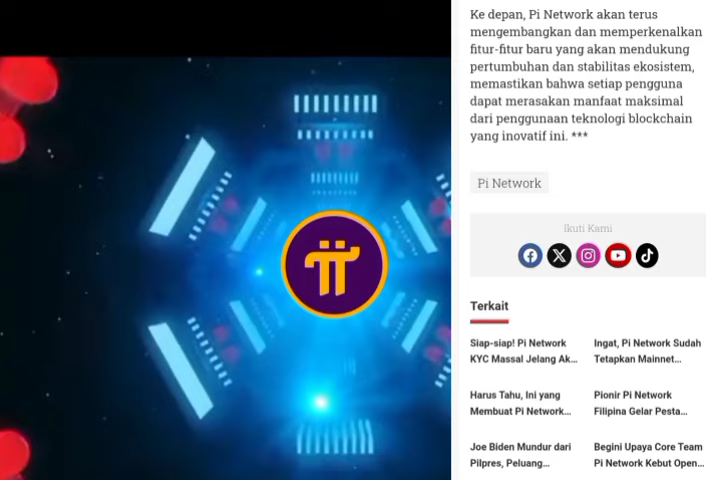 Ke depan, Pi Network akan terus
mengembangkan dan memperkenalkan
fitur-fitur baru yang akan mendukung
pertumbuhan dan stabilitas ekosistem,
memastikan bahwa setiap pengguna
dapat merasakan manfaat maksimal
dari penggunaan teknologi blockchain
yang inovatif ini. ***
Pi Network
Ikuti Kami
Terkait
Siap-siap! Pi Network
KYC Massal Jelang Ak...
Ingat, Pi Network Sudah
Tetapkan Mainnet...
Harus Tahu, Ini yang
Membuat Pi Network...
Pionir Pi Network
Filipina Gelar Pesta...
Joe Biden Mundur dari
Pilpres, Peluang...
Begini Upaya Core Team
Pi Network Kebut Open...